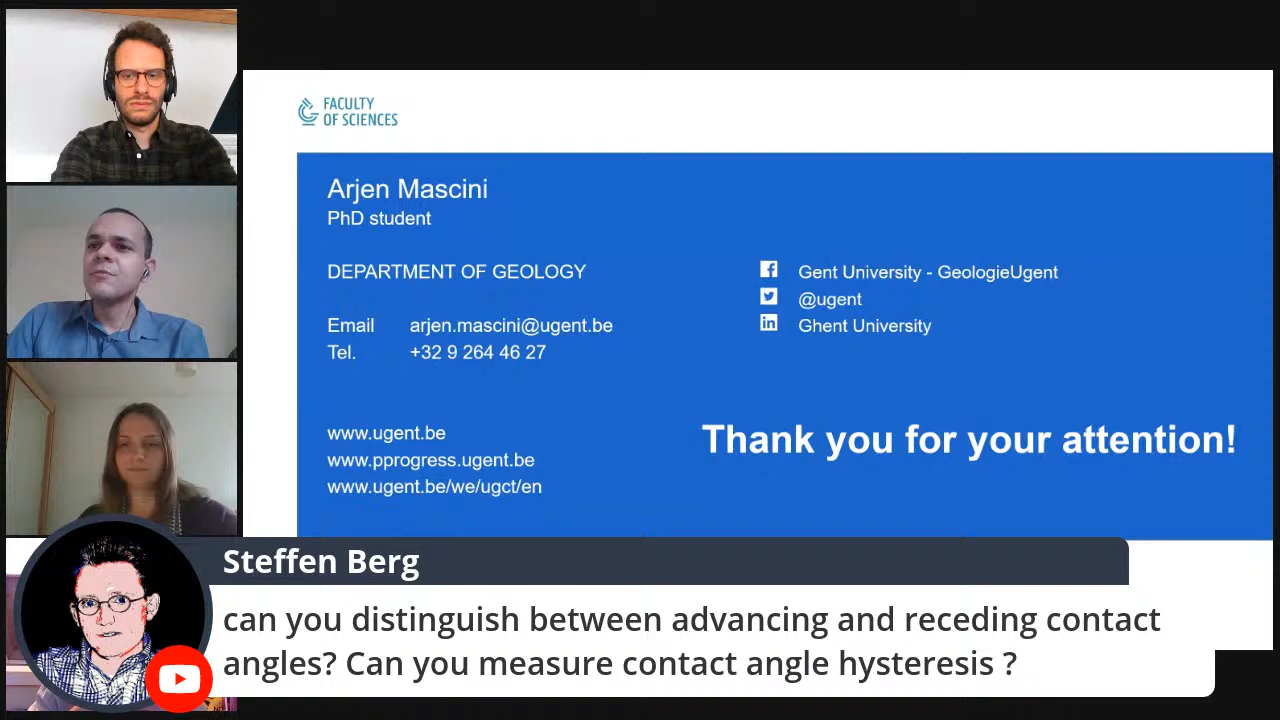 FACULTY
OF SCIENCES
Arjen Mascini
PhD student
DEPARTMENT OF GEOLOGY
Email arjen.mascini@ugent.be
Tel. +32 9 264 46 27
www.ugent.be
www.pprogress.ugent.be
www.ugent.be/we/ugct/en
Gent University - GeologieUgent
@ugent
Ghent University
Thank you for your attention!
Steffen Berg
can you distinguish between advancing and receding contact
angles? Can you measure contact angle hysteresis ?